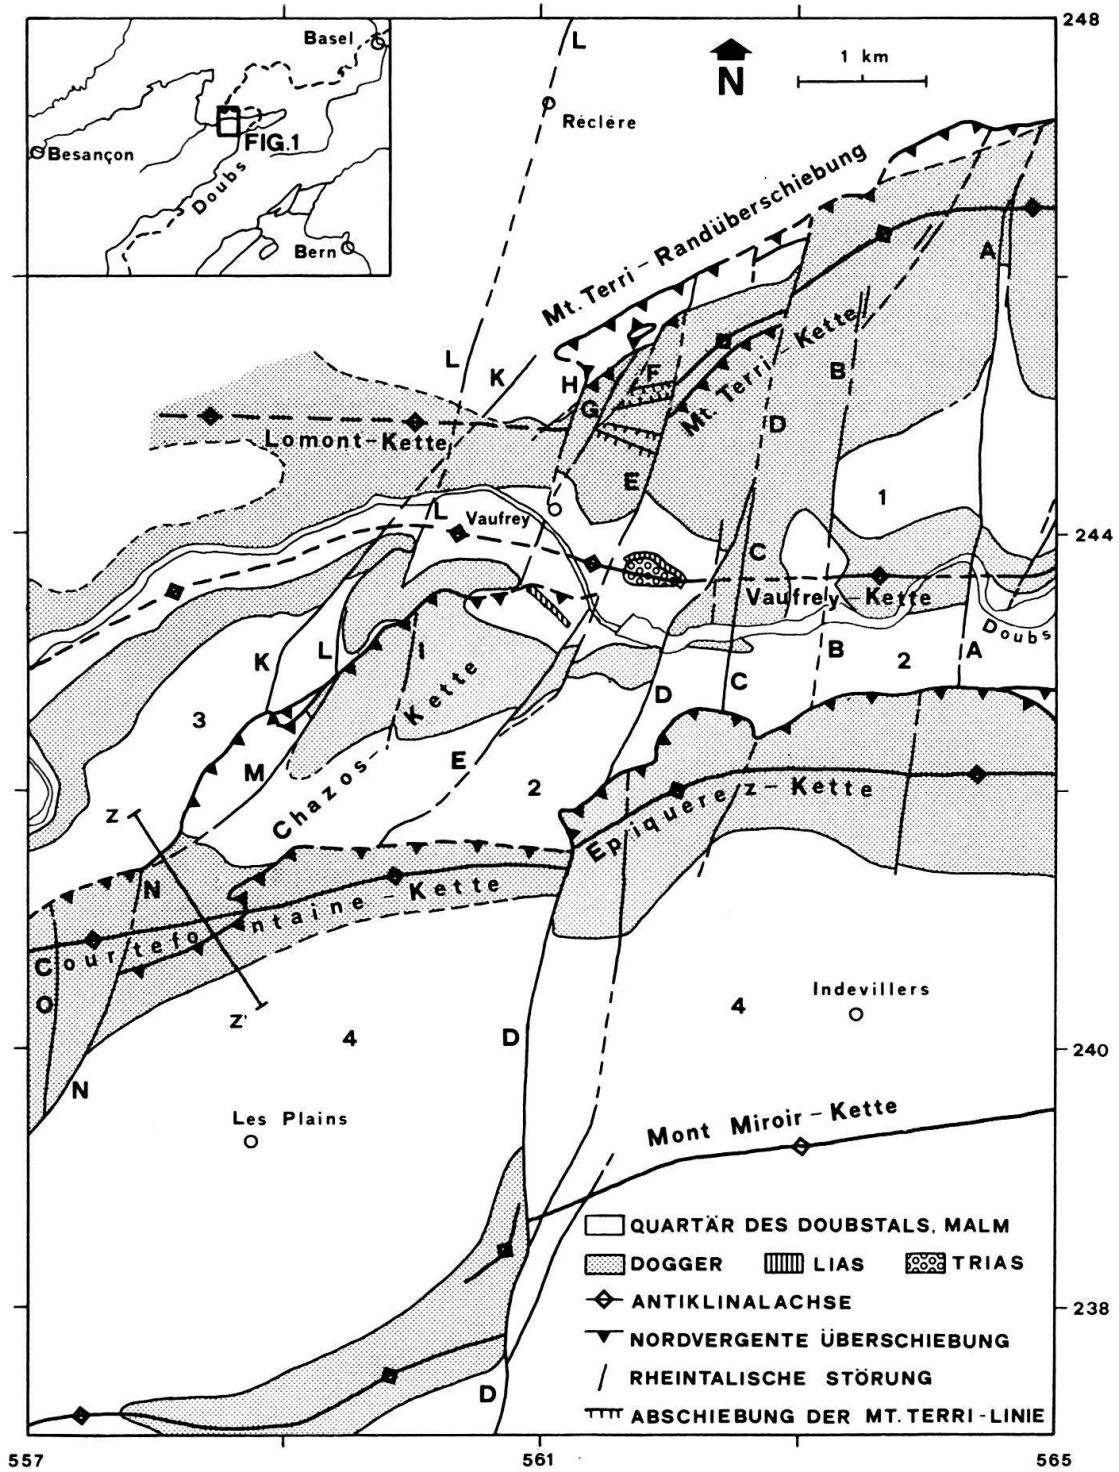 248
Basel
Besançon
FIG.1
Doubs
Bern
N
1 km
L
Réclère
Mt. Terri-Randüberschiebung
A
L
K
H
F
G
B
Mt. Terri-Kette
D
Lomont-Kette
E
1
L
Vaufrey
244
C
Vaufrey-Kette
Doubs
K
L
I
3
D
C
B
2
A
M
E
2
Chazos-Kette
Z
Epiquerez-Kette
N
Courtefontaine-Kette
O
Z'
4
4
Indevillers
D
240
N
Les Plains
Mont Miroir-Kette
QUARTÄR DES DOUBSTALS, MALM
DOGGER
LIAS
TRIAS
ANTIKLINALACHSE
238
NORDVERGENTE ÜBERSCHIEBUNG
RHEINTALISCHE STÖRUNG
D
ABSCHIEBUNG DER MT. TERRI-LINIE
557
561
565